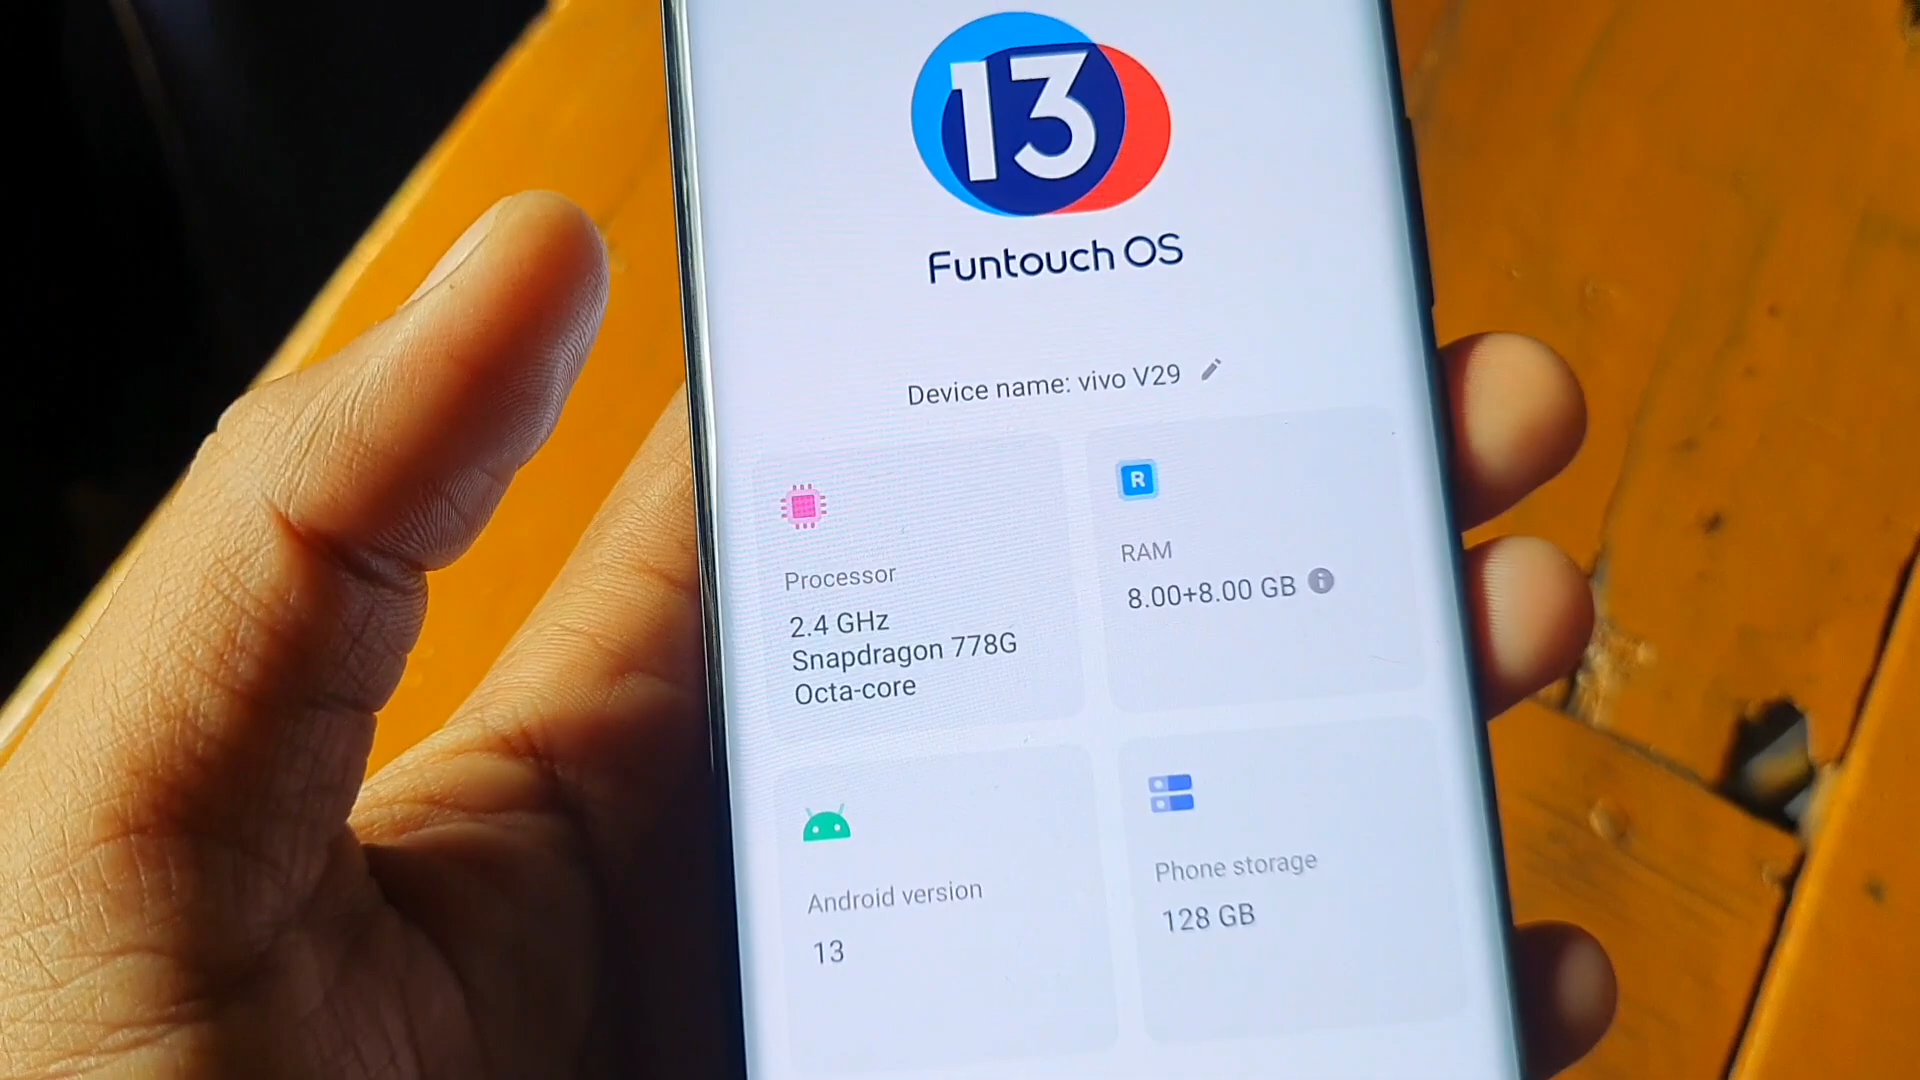 13
Funtouch OS
Device name: vivo V29
Processor
2.4 GHz
Snapdragon 778G
Octa-core
R
RAM
8.00+8.00 GB
Android version
13
Phone storage
128 GB